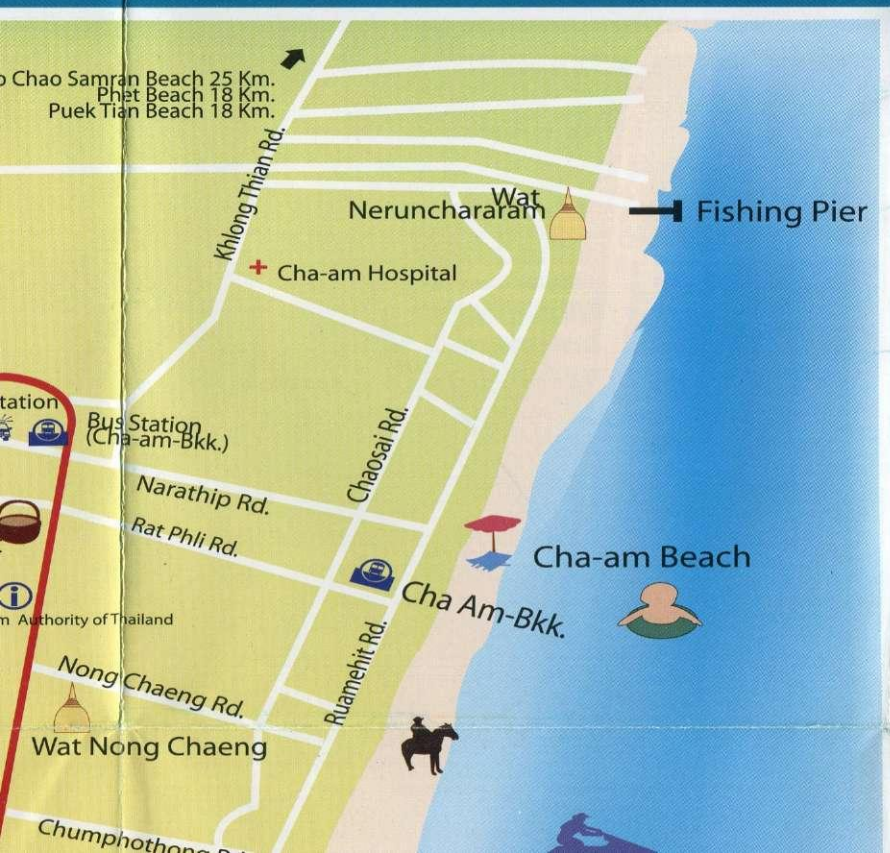 Chao Samran Beach 25 Km.
Phet Beach 18 Km.
Puek Tian Beach 18 Km.
Khlong Thian Rd.
Wat
Nerunchararam
Fishing Pier
Cha-am Hospital
Bus Station
(Cha-am-Bkk.)
Chaosai Rd.
Narathip Rd.
Rat Phli Rd.
Cha-am Beach
Cha Am-Bkk.
i
Authority of Thailand
Ruamehit Rd.
Nong Chaeng Rd.
Wat Nong Chaeng
Chumphothong